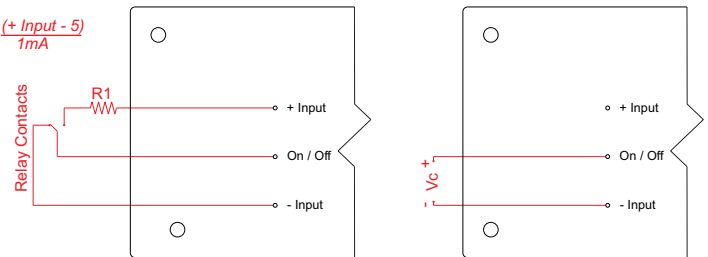 (+ Input - 5)
1mA
R1
Relay Contacts
+ Input
On / Off
- Input
+ Input
On / Off
- Input
+
Vc
-